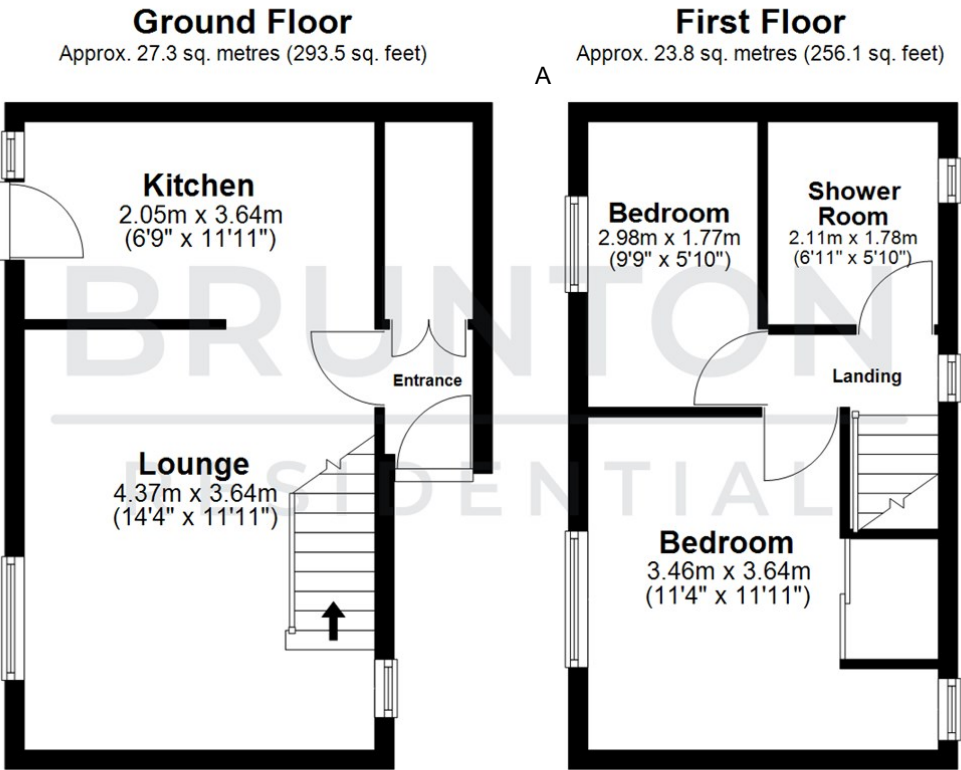 Ground Floor
Approx. 27.3 sq. metres (293.5 sq. feet)
First Floor
Approx. 23.8 sq. metres (256.1 sq. feet)
A
Kitchen
2.05m x 3.64m
(6'9" x 11'11")
Entrance
Lounge
4.37m x 3.64m
(14'4" x 11'11")
Bedroom
2.98m x 1.77m
(9'9" x 5'10")
Shower
Room
2.11m x 1.78m
(6'11" x 5'10")
Landing
Bedroom
3.46m x 3.64m
(11'4" x 11'11")
BRUNTON
RESIDENTIAL